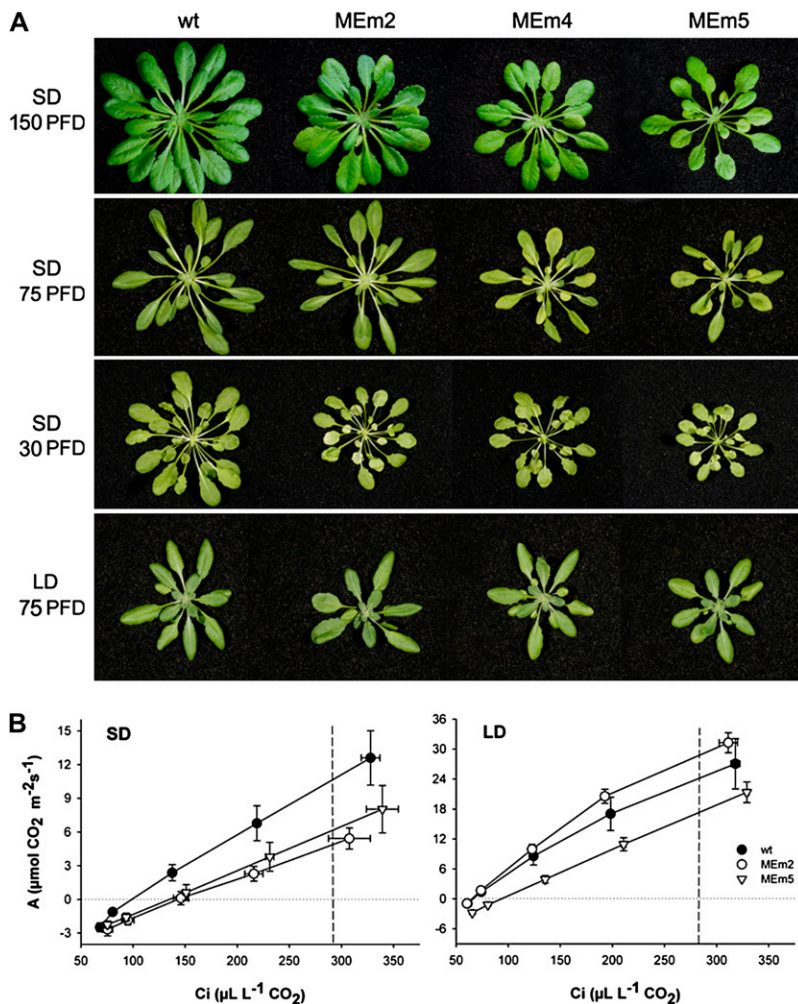 A
wt MEm2 MEm4 MEm5
SD
150 PFD
SD
75 PFD
SD
30 PFD
LD
75 PFD
B
SD
LD
A (µmol CO2 m-2s-1)
15
12
9
6
3
0
-3
36
30
24
18
12
6
0
-6
wt
MEm2
MEm5
50 100 150 200 250 300 350
50 100 150 200 250 300 350
Ci (µL L-1 CO2)
Ci (µL L-1 CO2)